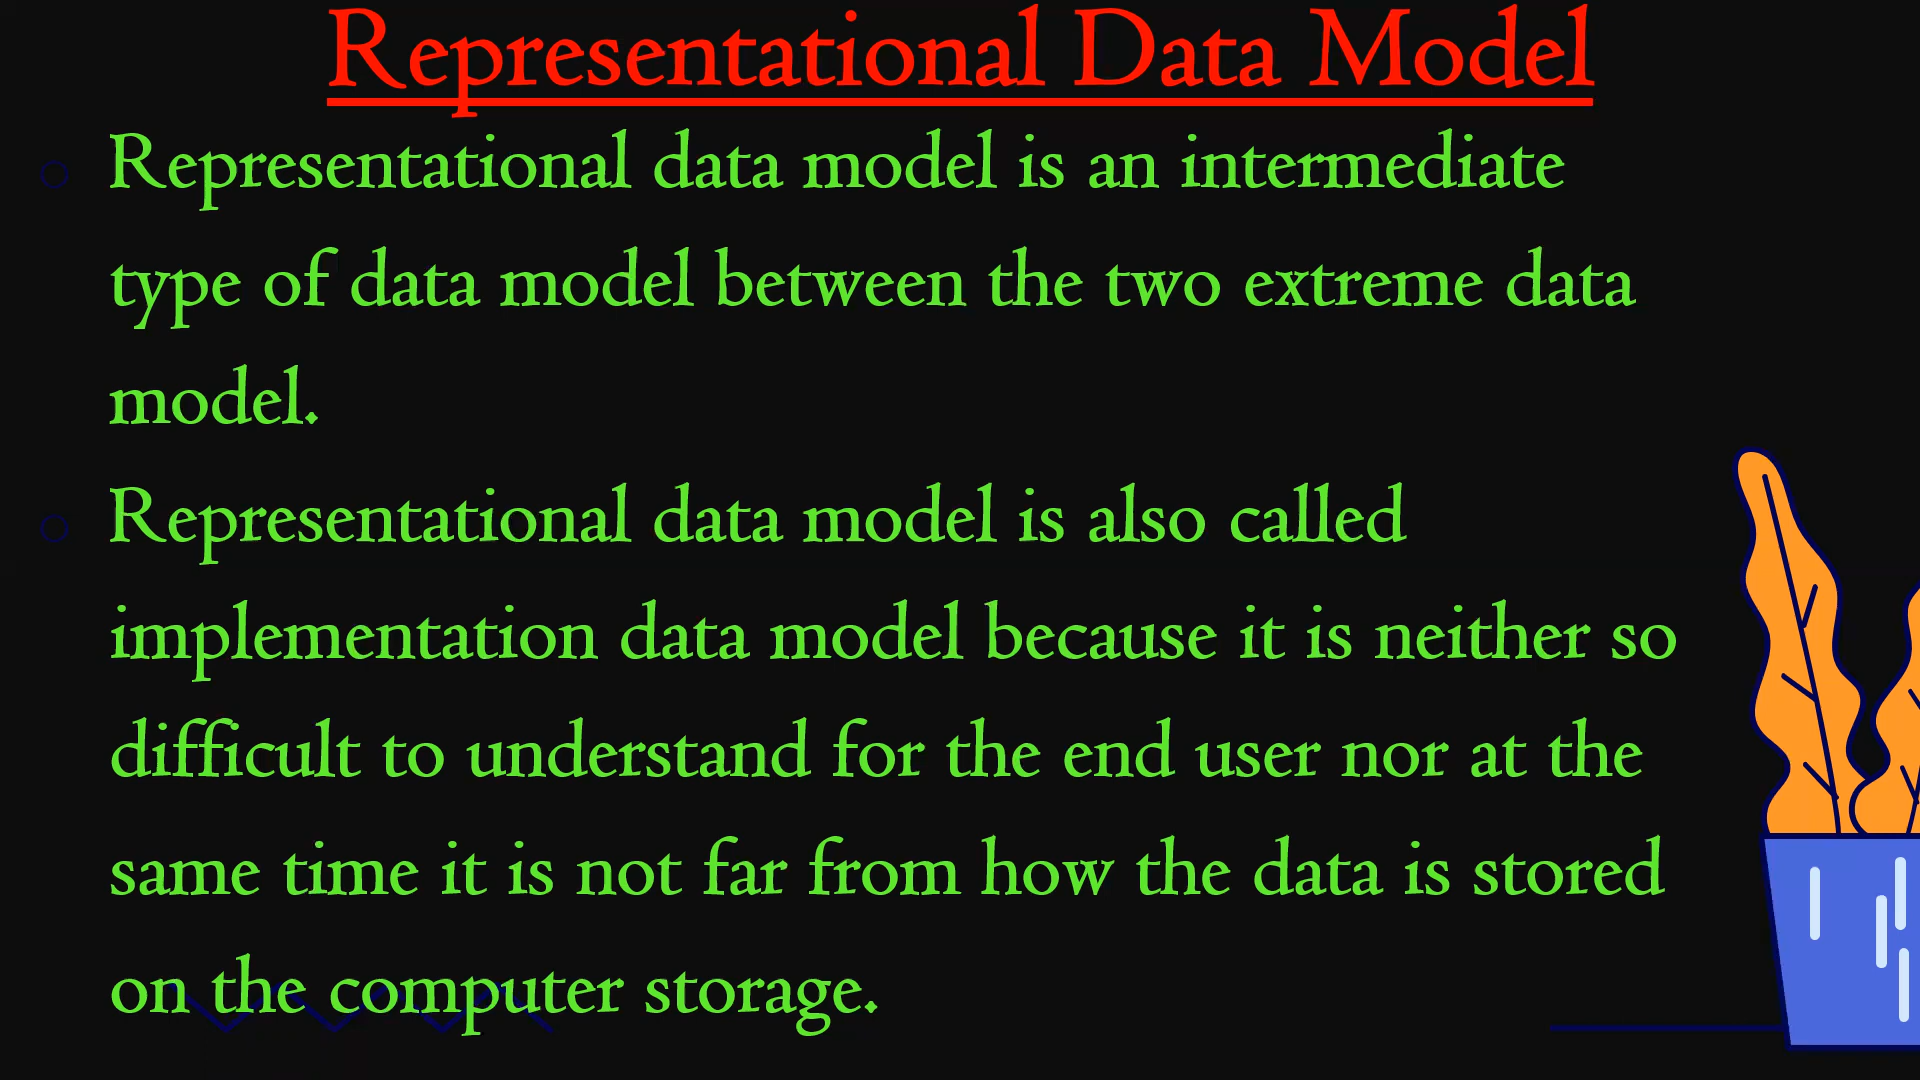 Representational Data Model
Representational data model is an intermediate
type of data model between the two extreme data
model.
Representational data model is also called
implementation data model because it is neither so
difficult to understand for the end user nor at the
same time it is not far from how the data is stored
on the computer storage.